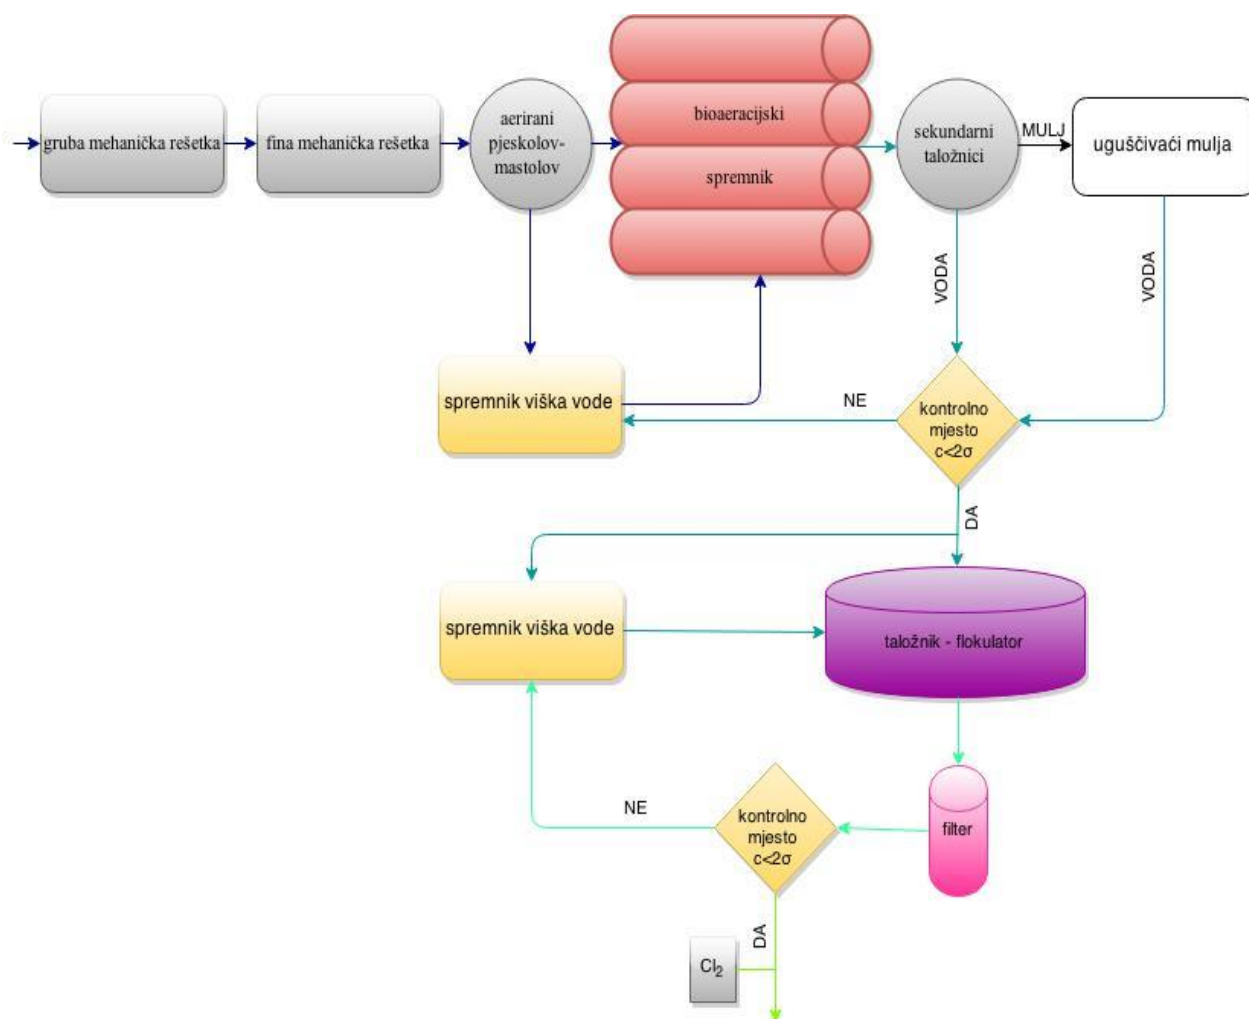 gruba mehanička rešetka
fina mehanička rešetka
aerirani
pjeskolov-
mastolov
bioaeracijski
spremnik
sekundarni
taložnici
MULJ
uguščivaći mulja
VODA
VODA
spremnik viška vode
NE
kontrolno
mjesto
c<2σ
DA
spremnik viška vode
taložnik - flokulator
NE
kontrolno
mjesto
c<2σ
filter
DA
Cl₂